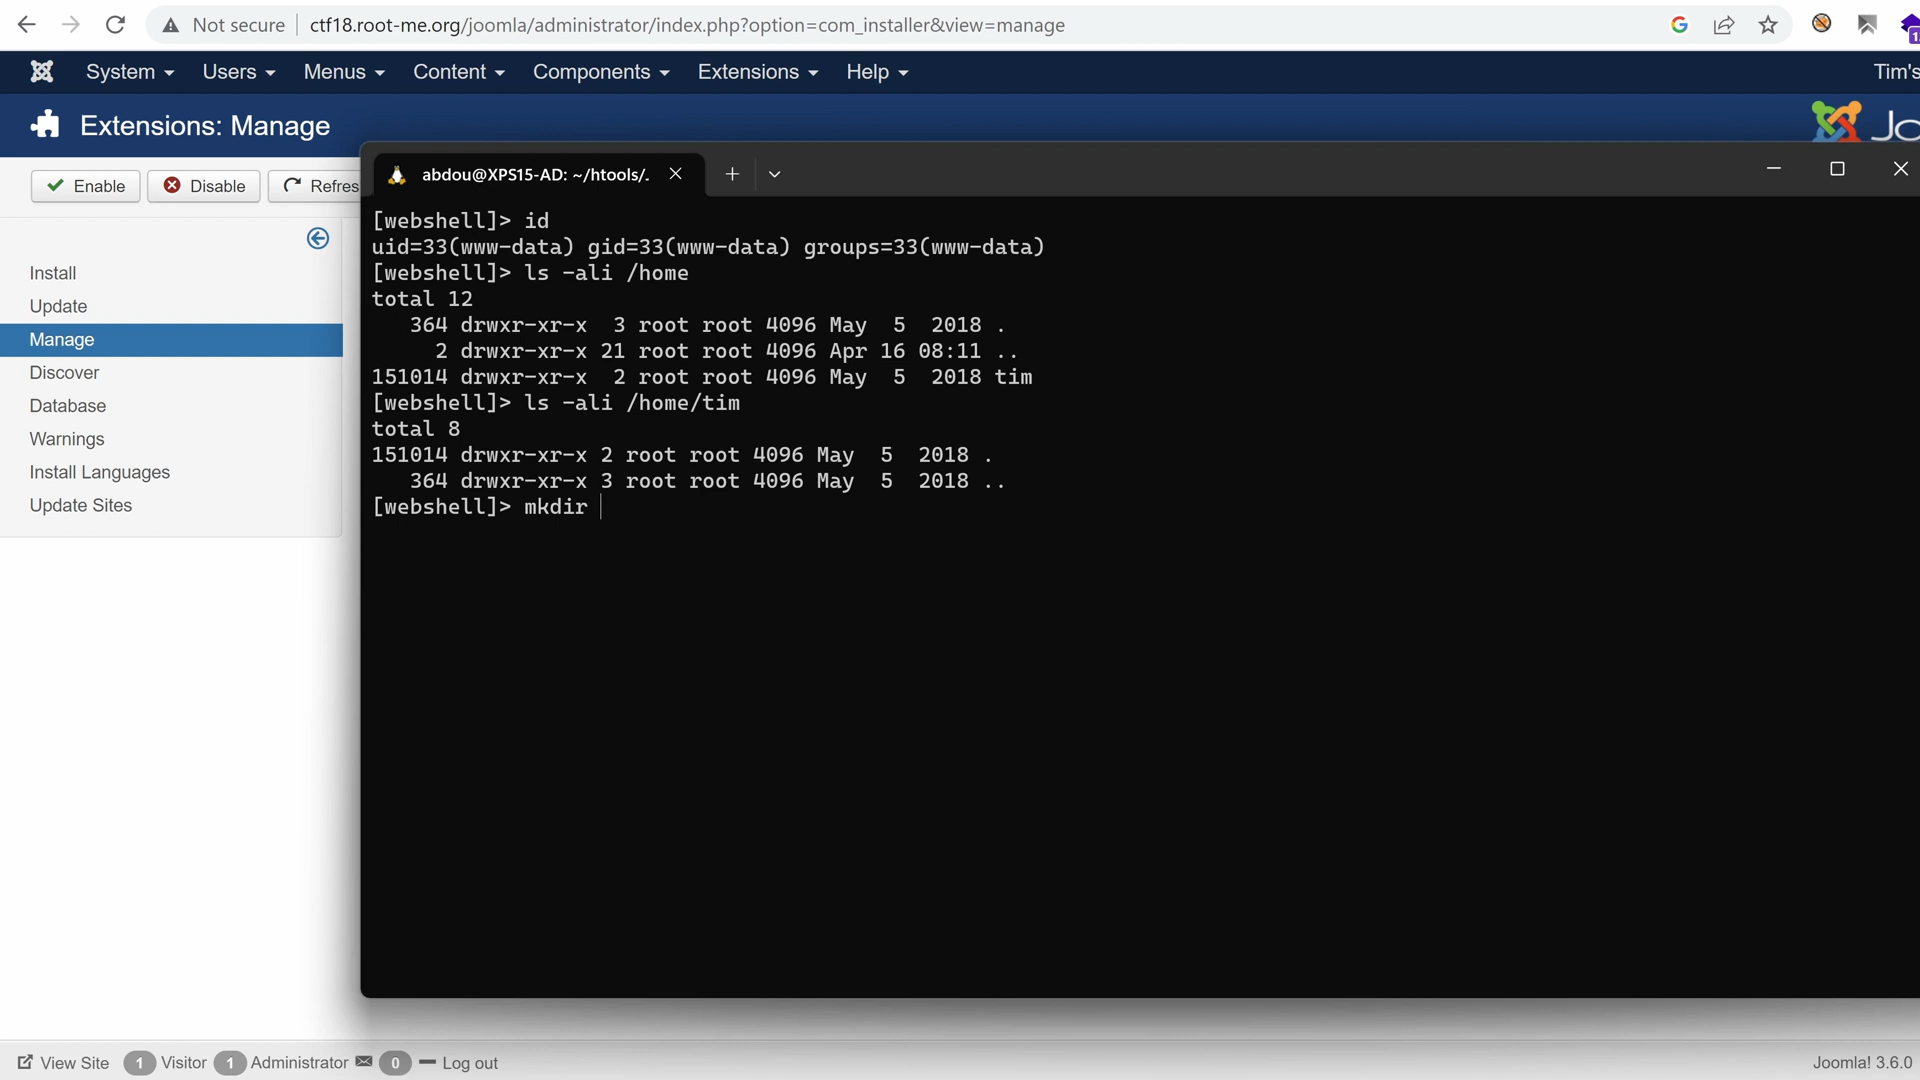 Not secure ctf18.root-me.org/joomla/administrator/index.php?option=com_installer&view=manage
System Users Menus Content Components Extensions Help Tim's
Extensions: Manage
Enable Disable Refres
abdou@XPS15-AD: ~/htools/.
Install
Update
Manage
Discover
Database
Warnings
Install Languages
Update Sites
[webshell]> id
uid=33(www-data) gid=33(www-data) groups=33(www-data)
[webshell]> ls -ali /home
total 12
364 drwxr-xr-x 3 root root 4096 May 5 2018 .
2 drwxr-xr-x 21 root root 4096 Apr 16 08:11 ..
151014 drwxr-xr-x 2 root root 4096 May 5 2018 tim
[webshell]> ls -ali /home/tim
total 8
151014 drwxr-xr-x 2 root root 4096 May 5 2018 .
364 drwxr-xr-x 3 root root 4096 May 5 2018 ..
[webshell]> mkdir
View Site 1 Visitor 1 Administrator 0 Log out
Joomla! 3.6.0